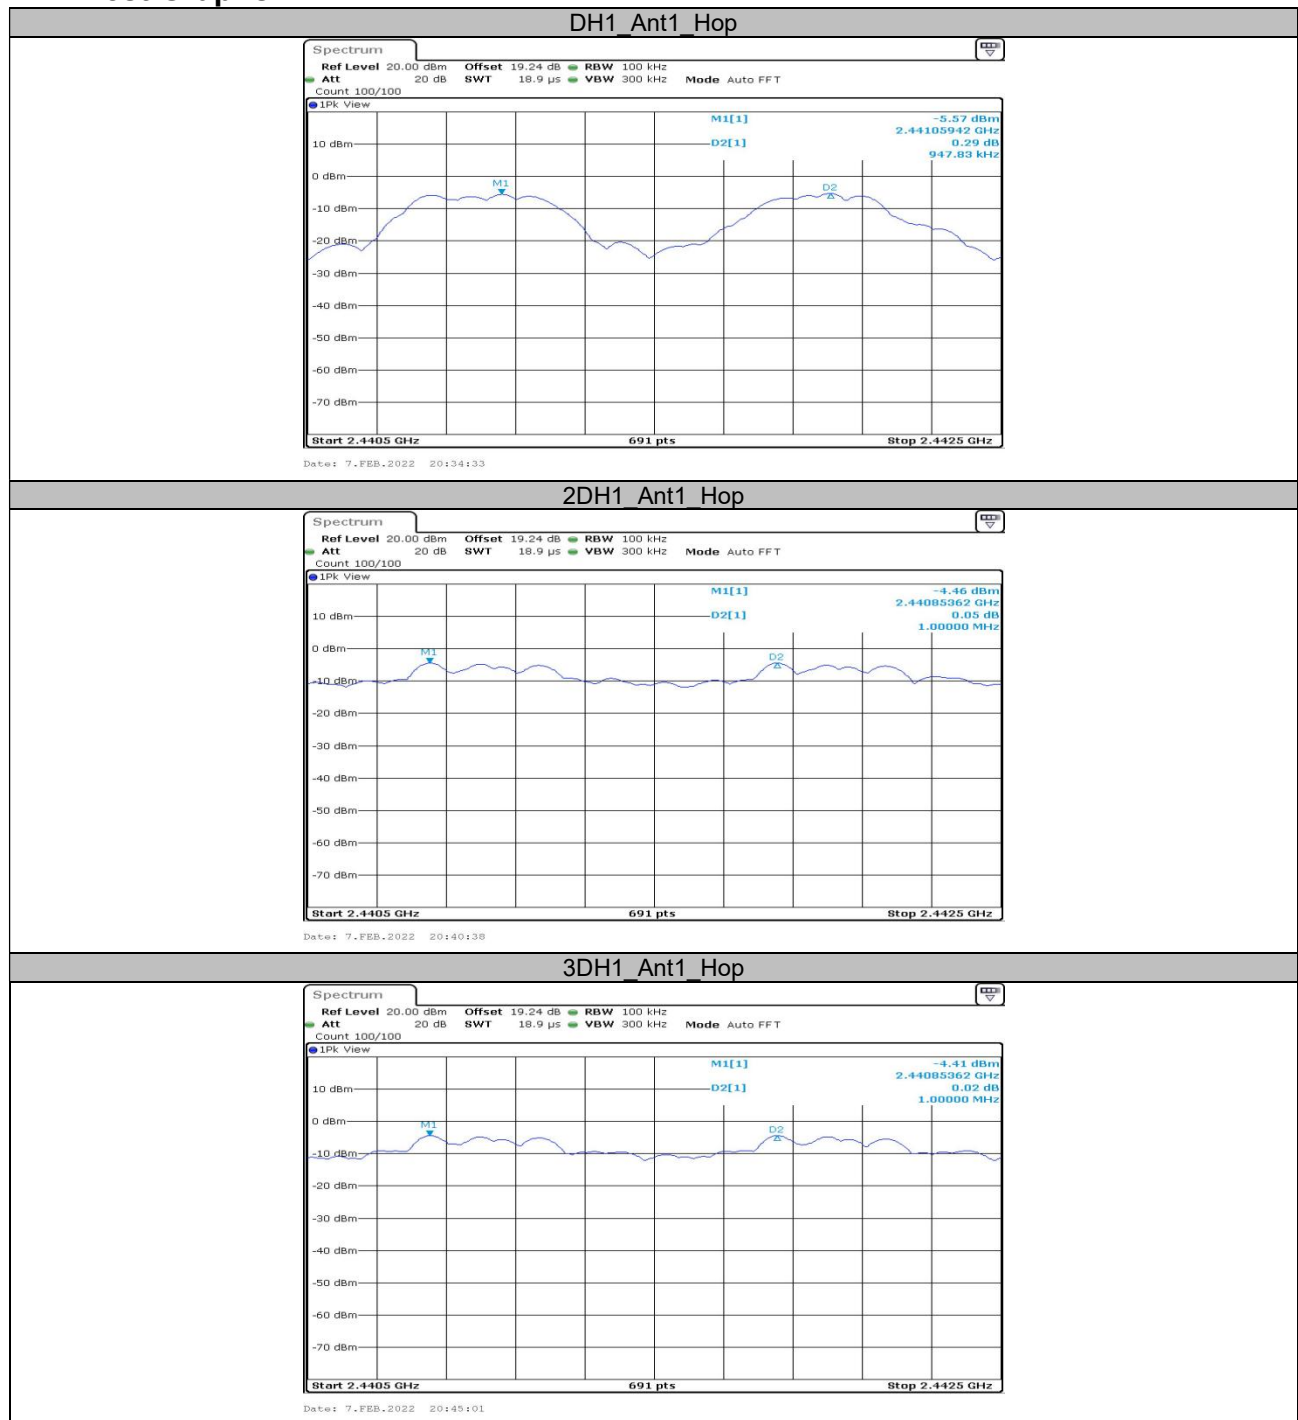 DH1_Ant1_Hop
Spectrum
Ref Level 20.00 dBm Offset 19.24 dB RBW 100 kHz
Att 20 dB SWT 18.9 µs VBW 300 kHz Mode Auto FFT
Count 100/100
1Pk View
M1[1] -5.57 dBm
2.44105942 GHz
10 dBm D2[1] 0.29 dB
947.83 kHz
0 dBm
M1 D2
-10 dBm
-20 dBm
-30 dBm
-40 dBm
-50 dBm
-60 dBm
-70 dBm
Start 2.4405 GHz 691 pts Stop 2.4425 GHz
Date: 7.FEB.2022 20:34:33
2DH1_Ant1_Hop
Spectrum
Ref Level 20.00 dBm Offset 19.24 dB RBW 100 kHz
Att 20 dB SWT 18.9 µs VBW 300 kHz Mode Auto FFT
Count 100/100
1Pk View
M1[1] -4.46 dBm
2.44085362 GHz
10 dBm D2[1] 0.05 dB
1.00000 MHz
0 dBm
M1 D2
-10 dBm
-20 dBm
-30 dBm
-40 dBm
-50 dBm
-60 dBm
-70 dBm
Start 2.4405 GHz 691 pts Stop 2.4425 GHz
Date: 7.FEB.2022 20:40:38
3DH1_Ant1_Hop
Spectrum
Ref Level 20.00 dBm Offset 19.24 dB RBW 100 kHz
Att 20 dB SWT 18.9 µs VBW 300 kHz Mode Auto FFT
Count 100/100
1Pk View
M1[1] -4.41 dBm
2.44085362 GHz
10 dBm D2[1] 0.02 dB
1.00000 MHz
0 dBm
M1 D2
-10 dBm
-20 dBm
-30 dBm
-40 dBm
-50 dBm
-60 dBm
-70 dBm
Start 2.4405 GHz 691 pts Stop 2.4425 GHz
Date: 7.FEB.2022 20:45:01